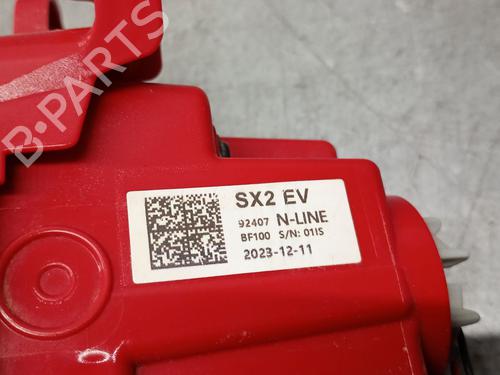 B-PARTS
SX2 EV
92407 N-LINE
BF100 S/N: 01IS
2023-12-11